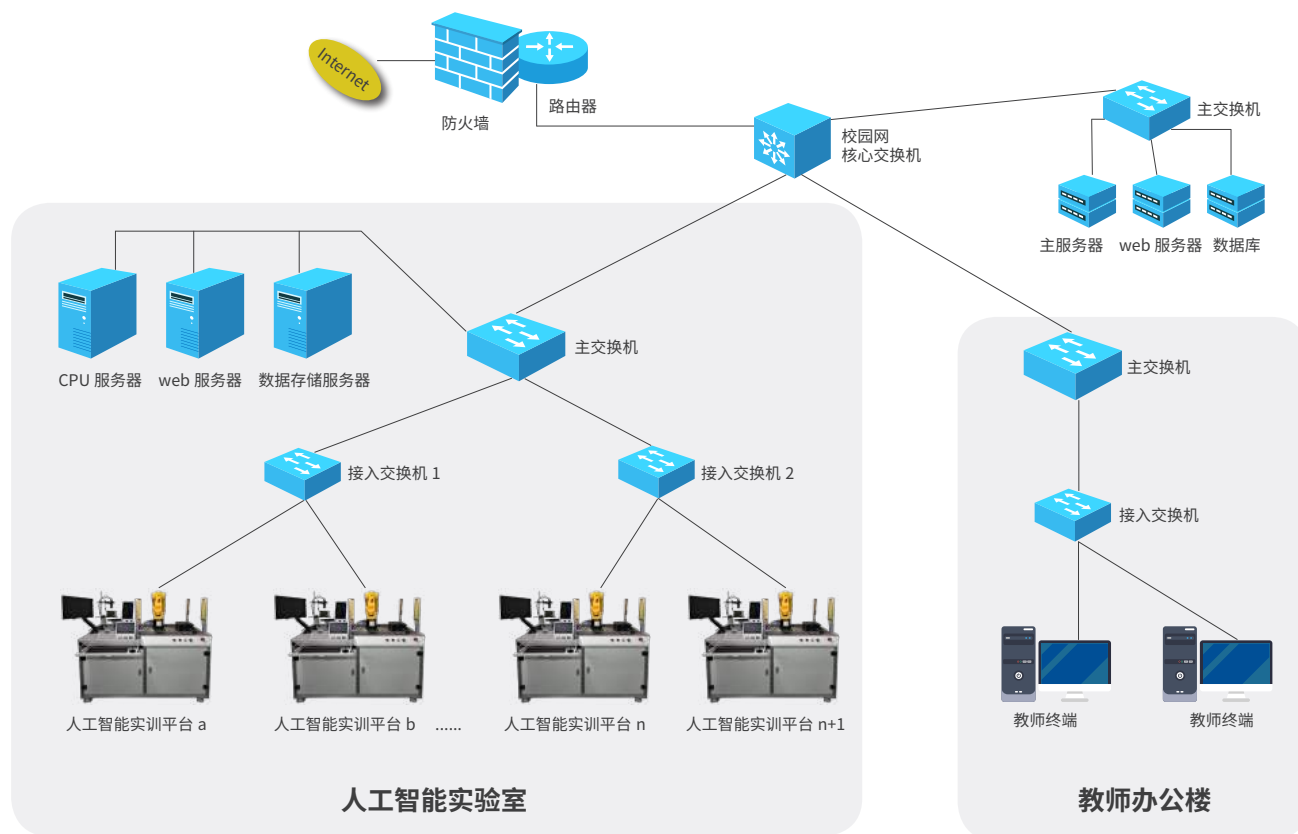 Internet
防火墙
路由器
校园网
核心交换机
主交换机
主服务器
web 服务器
数据库
CPU 服务器
web 服务器
数据存储服务器
主交换机
主交换机
接入交换机 1
接入交换机 2
接入交换机
人工智能实训平台 a
人工智能实训平台 b
......
人工智能实训平台 n
人工智能实训平台 n+1
教师终端
教师终端
人工智能实验室
教师办公楼